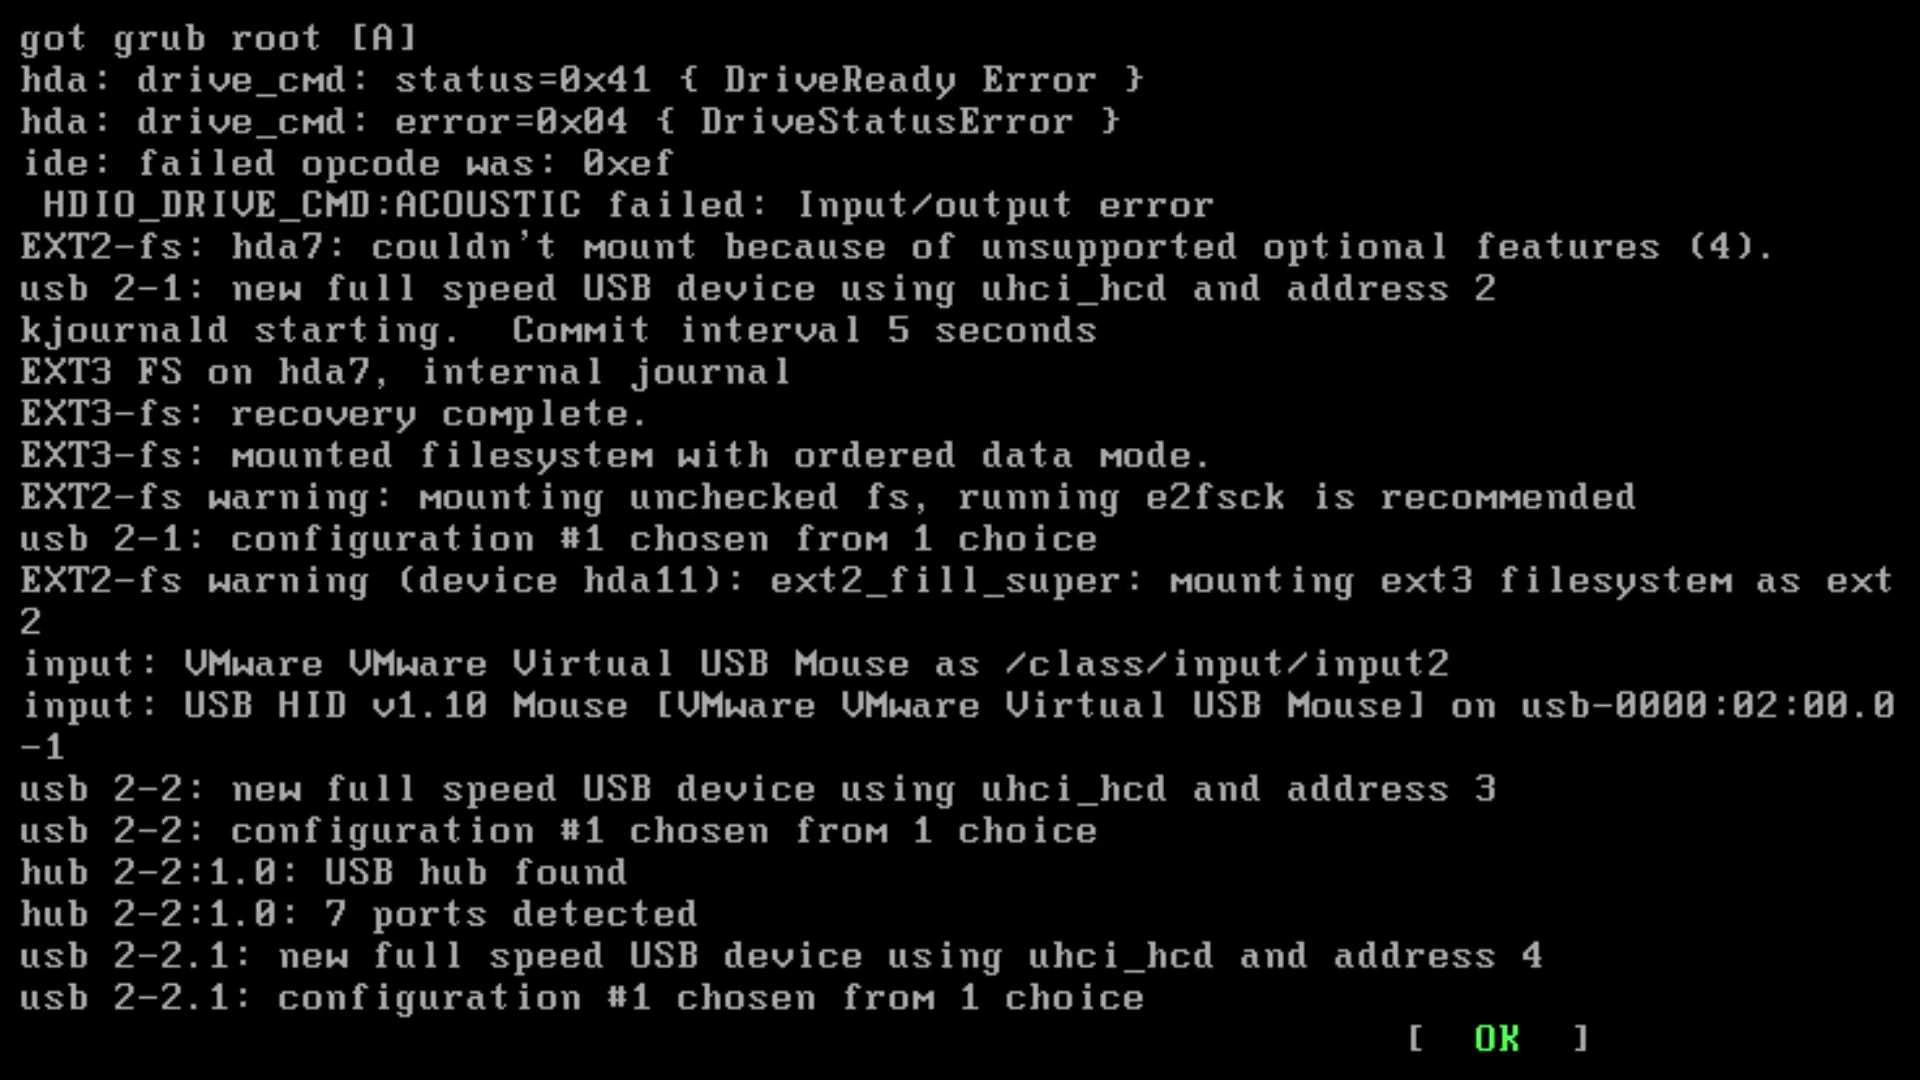 got grub root [A]
hda: drive_cmd: status=0x41 { DriveReady Error }
hda: drive_cmd: error=0x04 { DriveStatusError }
ide: failed opcode was: 0xef
 HDIO_DRIVE_CMD:ACOUSTIC failed: Input/output error
EXT2-fs: hda7: couldn't mount because of unsupported optional features (4).
usb 2-1: new full speed USB device using uhci_hcd and address 2
kjournald starting.  Commit interval 5 seconds
EXT3 FS on hda7, internal journal
EXT3-fs: recovery complete.
EXT3-fs: mounted filesystem with ordered data mode.
EXT2-fs warning: mounting unchecked fs, running e2fsck is recommended
usb 2-1: configuration #1 chosen from 1 choice
EXT2-fs warning (device hda11): ext2_fill_super: mounting ext3 filesystem as ext
2
input: VMware VMware Virtual USB Mouse as /class/input/input2
input: USB HID v1.10 Mouse [VMware VMware Virtual USB Mouse] on usb-0000:02:00.0
-1
usb 2-2: new full speed USB device using uhci_hcd and address 3
usb 2-2: configuration #1 chosen from 1 choice
hub 2-2:1.0: USB hub found
hub 2-2:1.0: 7 ports detected
usb 2-2.1: new full speed USB device using uhci_hcd and address 4
usb 2-2.1: configuration #1 chosen from 1 choice
[  OK  ]